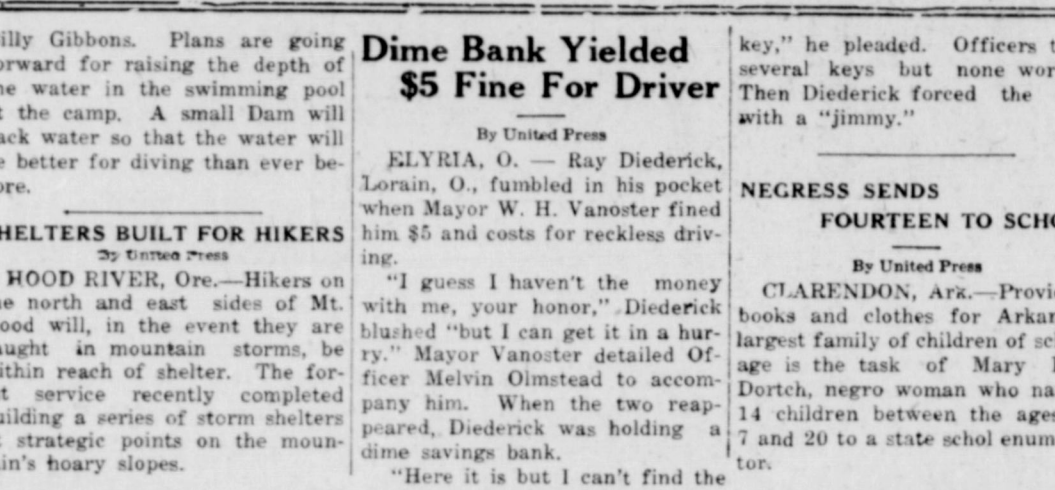 illy Gibbons. Plans are going
orward for raising the depth of
e water in the swimming pool
the camp. A small Dam will
ack water so that the water will
better for diving than ever be-
ore.
HELTERS BUILT FOR HIKERS
By United Press
HOOD RIVER, Ore.—Hikers on
e north and east sides of Mt.
ood will, in the event they are
aught in mountain storms, be
ithin reach of shelter. The for-
t service recently completed
uilding a series of storm shelters
strategic points on the moun-
in's hoary slopes.
Dime Bank Yielded
$5 Fine For Driver
By United Press
ELYRIA, O. — Ray Diederick,
Lorain, O., fumbled in his pocket
when Mayor W. H. Vanoster fined
him $5 and costs for reckless driv-
ing.
"I guess I haven't the money
with me, your honor," Diederick
blushed "but I can get it in a hur-
ry." Mayor Vanoster detailed Of-
ficer Melvin Olmstead to accom-
pany him. When the two reap-
peared, Diederick was holding a
dime savings bank.
"Here it is but I can't find the
key," he pleaded. Officers t
several keys but none wor
Then Diederick forced the
with a "jimmy."
NEGRESS SENDS
FOURTEEN TO SCHO
By United Press
CLARENDON, Ark.—Provi
books and clothes for Arkan
largest family of children of sc
age is the task of Mary
Dortch, negro woman who na
14 children between the ages
7 and 20 to a state schol enum
tor.